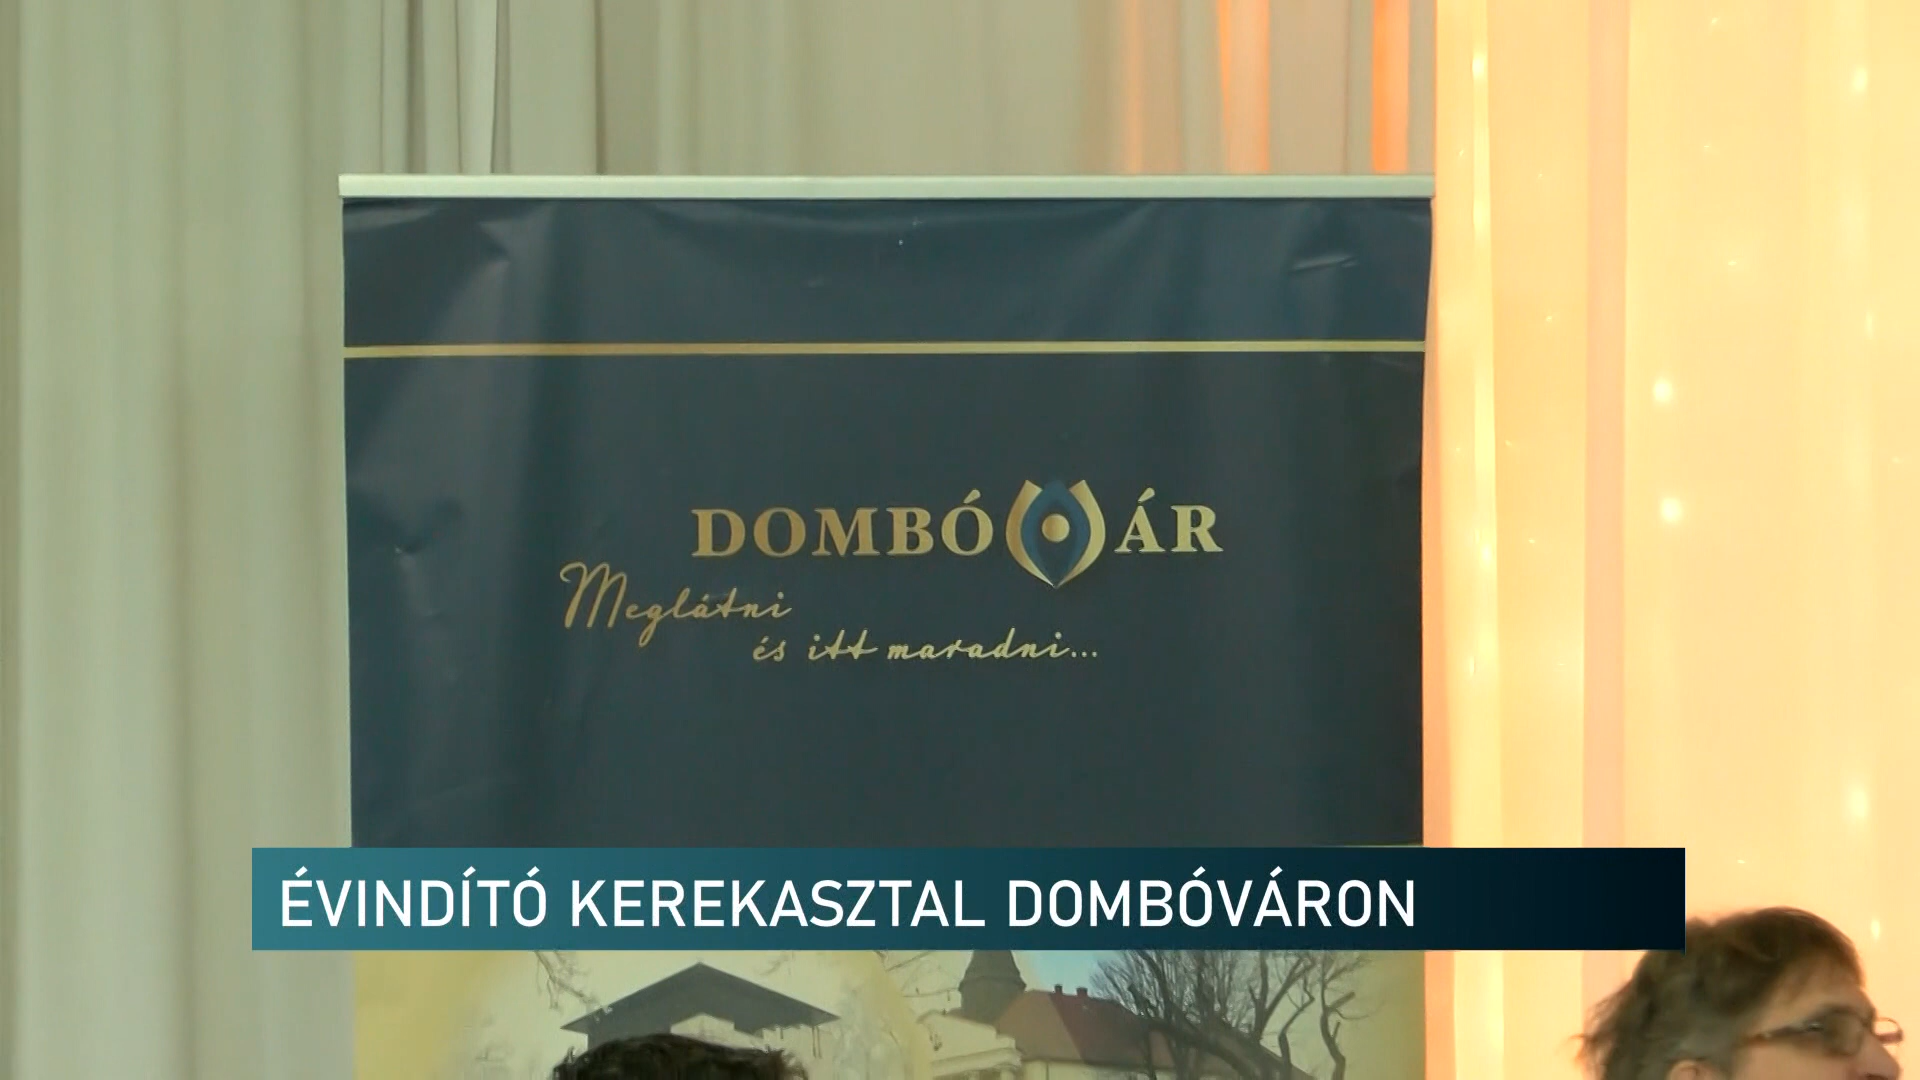 DOMBÓVÁR
Meglátni
és itt maradni...
ÉVINDÍTÓ KEREKASZTAL DOMBÓVÁRON